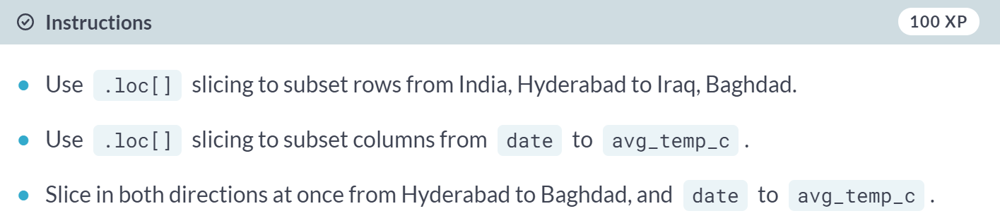 Instructions 100 XP
Use .loc[] slicing to subset rows from India, Hyderabad to Iraq, Baghdad.
Use .loc[] slicing to subset columns from date to avg_temp_c .
Slice in both directions at once from Hyderabad to Baghdad, and date to avg_temp_c .